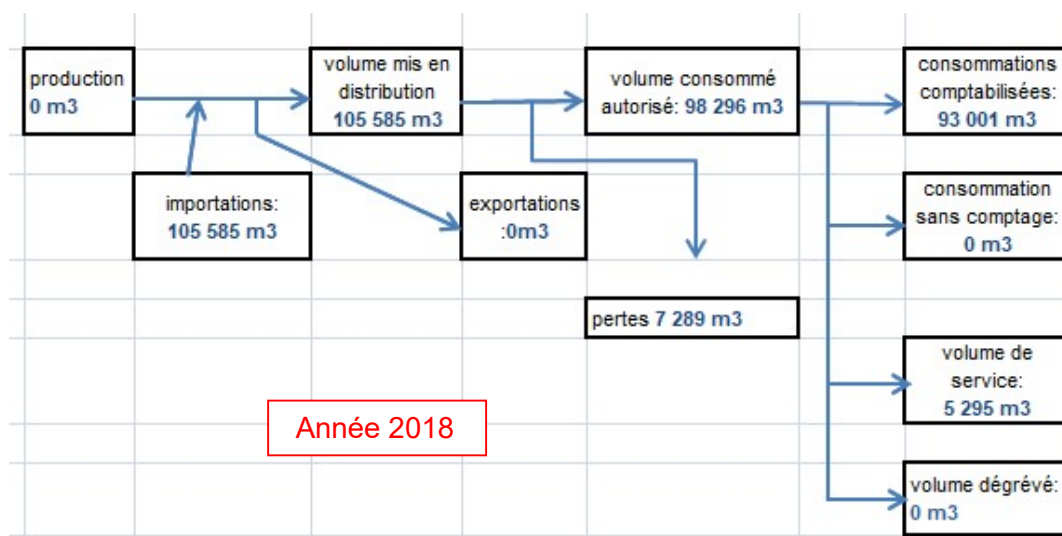 production
0 m3
volume mis en
distribution
105 585 m3
volume consommé
autorisé: 98 296 m3
consommations
comptabilisées:
93 001 m3
importations:
105 585 m3
exportations
:0m3
consommation
sans comptage:
0 m3
pertes 7 289 m3
volume de
service:
5 295 m3
Année 2018
volume dégrévé:
0 m3